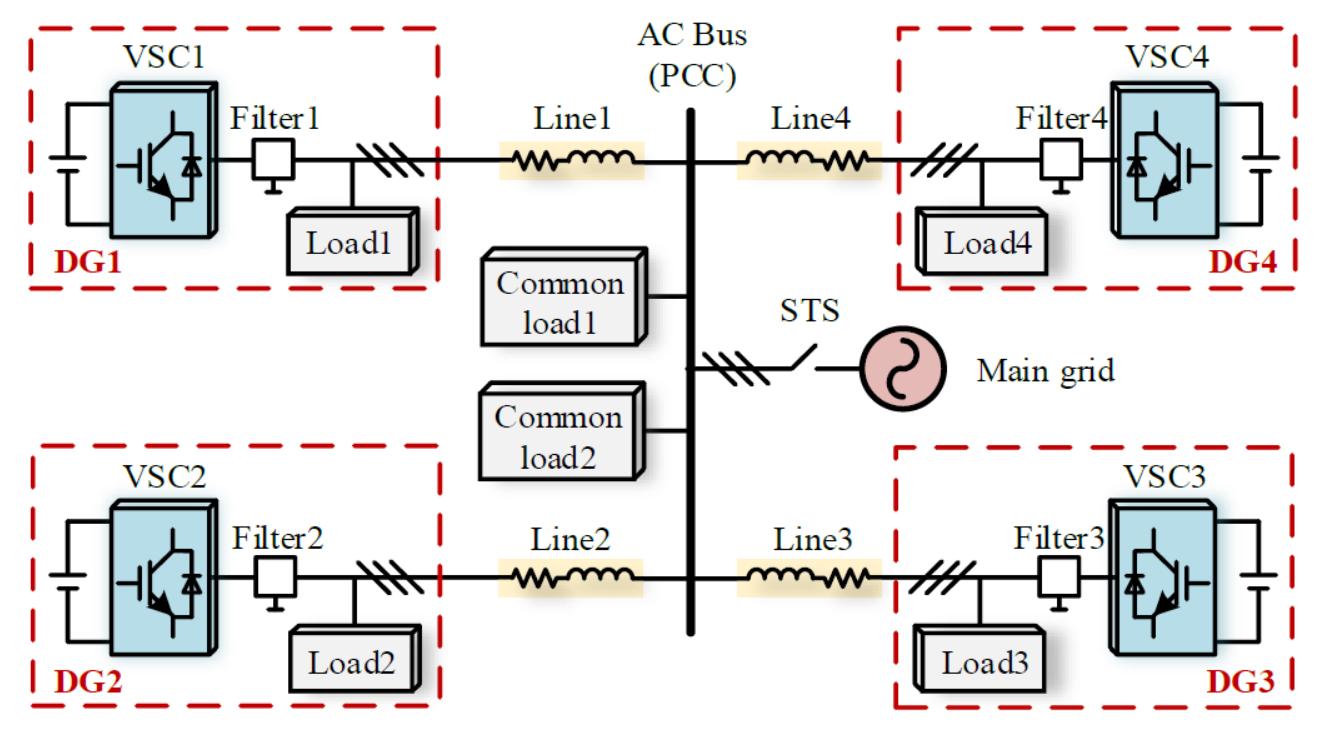 AC Bus
(PCC)
VSC1
Filter1
Load1
DG1
Line1
Line4
VSC4
Filter4
Load4
DG4
Common
load1
STS
Main grid
Common
load2
VSC2
Filter2
Load2
DG2
Line2
Line3
VSC3
Filter3
Load3
DG3